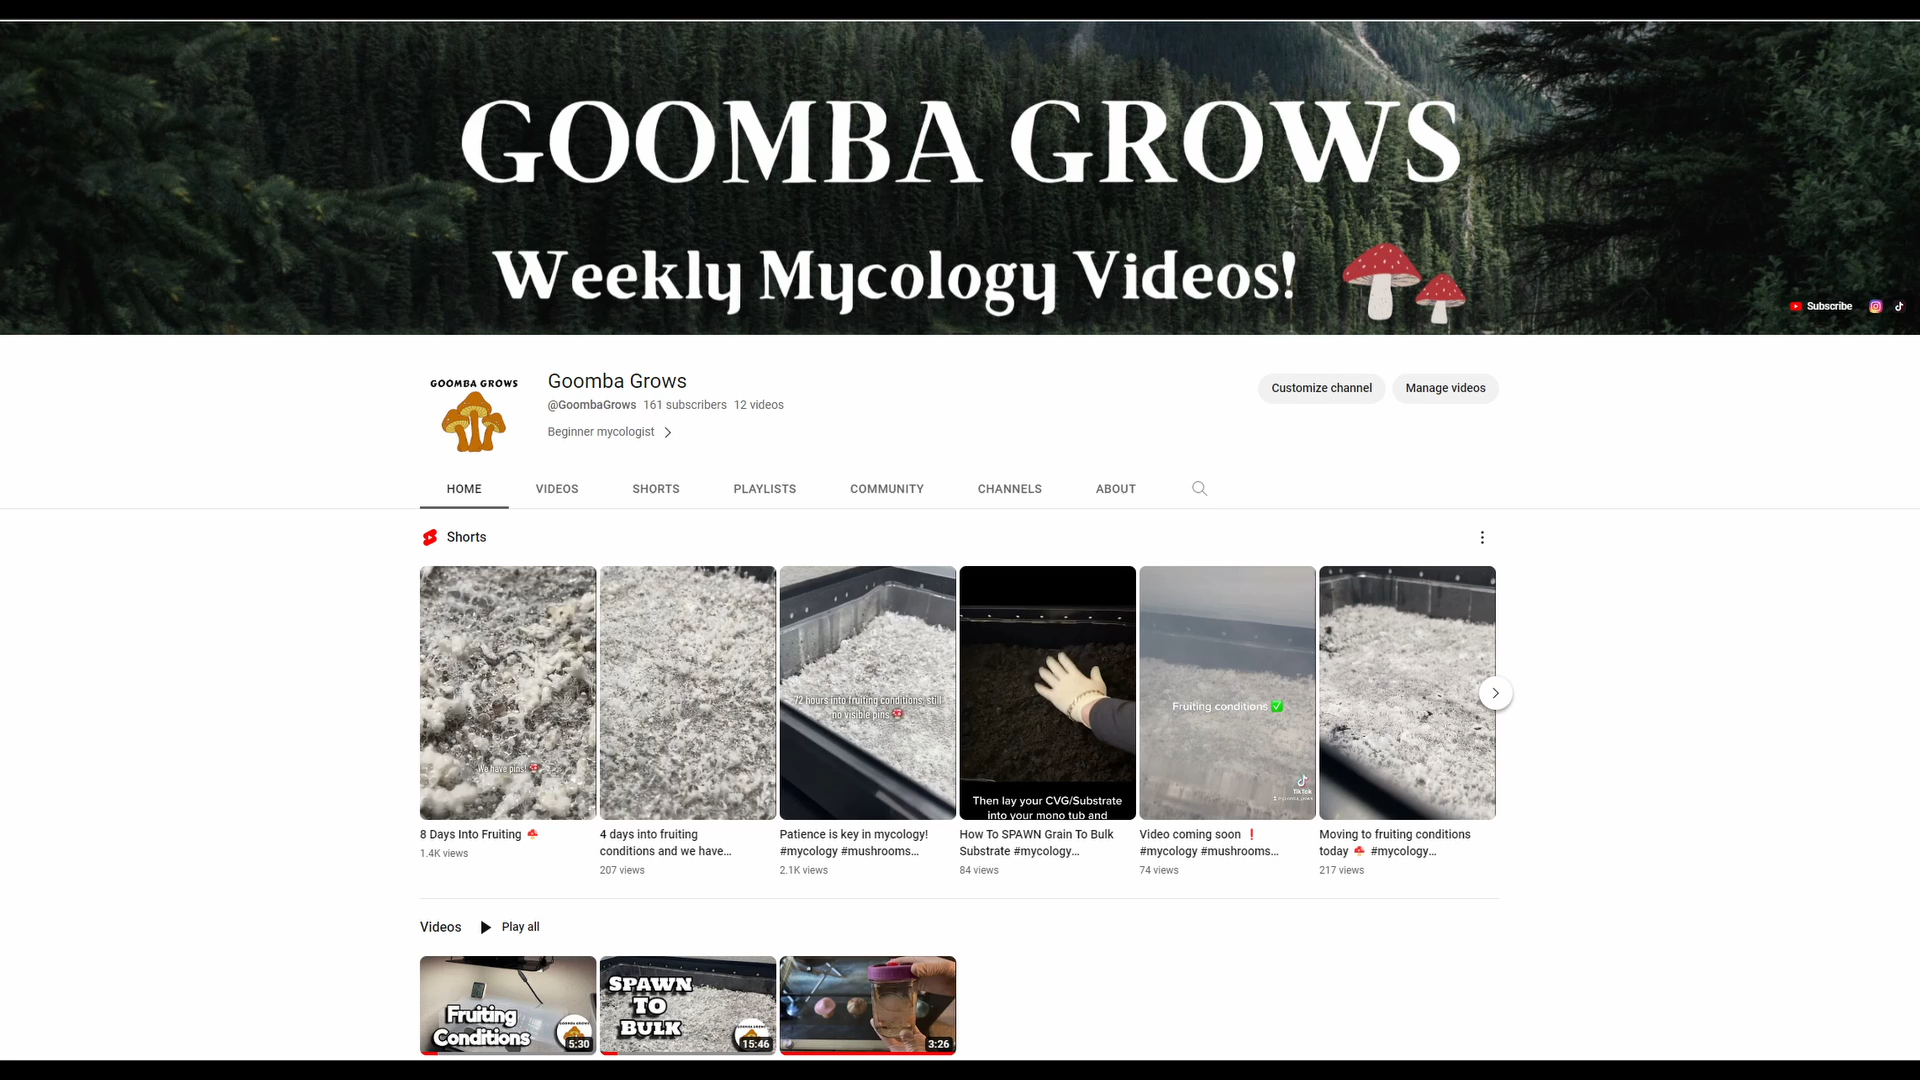 GOOMBA GROWS
Weekly Mycology Videos!
Subscribe
GOOMBA GROWS
Goomba Grows
@GoombaGrows 161 subscribers 12 videos
Beginner mycologist
Customize channel
Manage videos
HOME
VIDEOS
SHORTS
PLAYLISTS
COMMUNITY
CHANNELS
ABOUT
Shorts
We have pins!
72 hours into fruiting conditions, still
no visible pins
Then lay your CVG/Substrate
into your mono tub and
Fruiting conditions ✅
TikTok
8 Days Into Fruiting 🍄
1.4K views
4 days into fruiting
conditions and we have...
207 views
Patience is key in mycology!
#mycology #mushrooms...
2.1K views
How To SPAWN Grain To Bulk
Substrate #mycology...
84 views
Video coming soon ❗
#mycology #mushrooms...
74 views
Moving to fruiting conditions
today 🍄 #mycology...
217 views
Videos
Play all
Fruiting
Conditions
5:30
SPAWN
TO
BULK
15:46
3:26